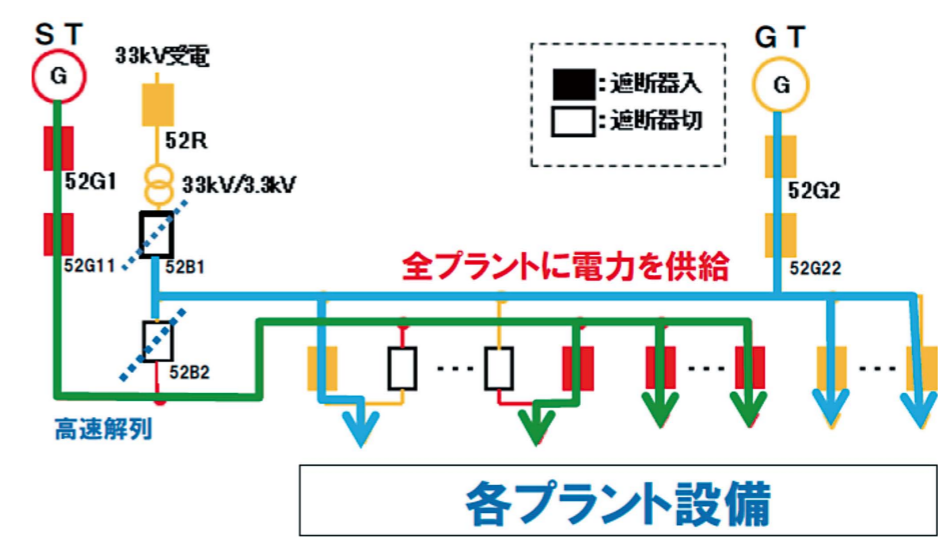 ST
G
33kV受電
52R
33kV/3.3kV
52G1
52G11
52B1
52B2
高速解列
:遮断器入
:遮断器切
GT
G
52G2
52G22
全プラントに電力を供給
...
...
...
各プラント設備